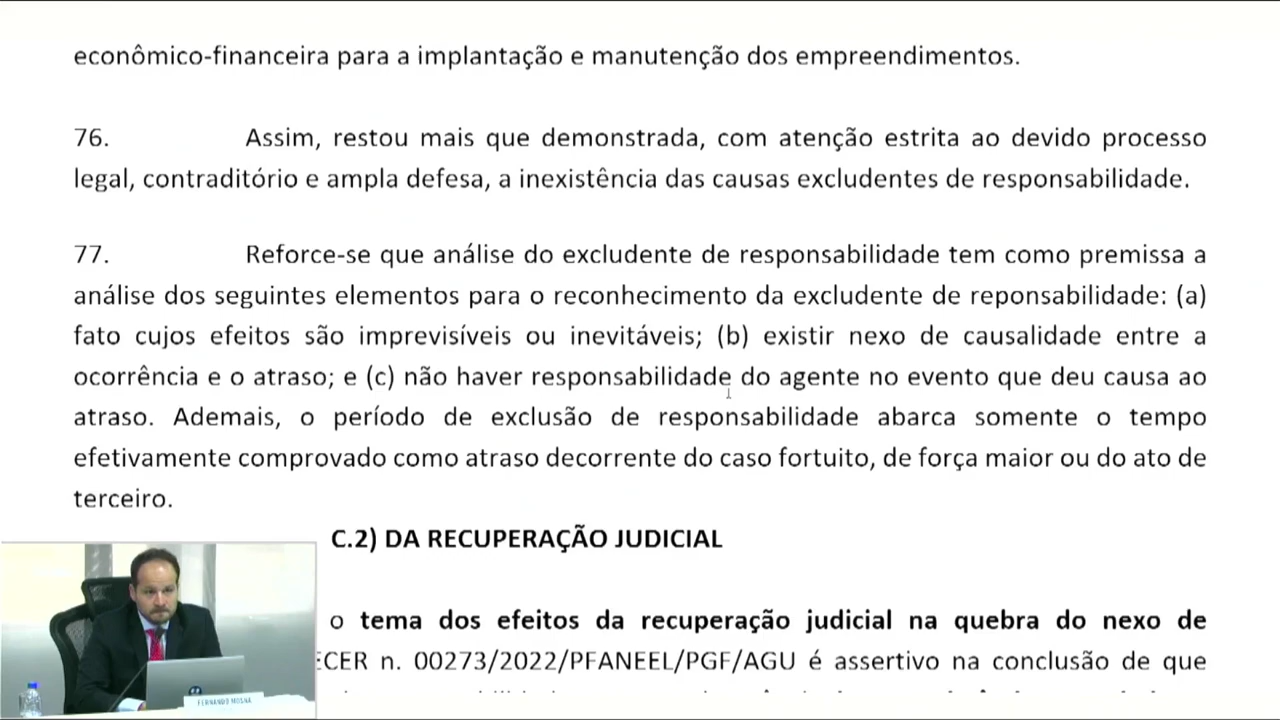 econômico-financeira para a implantação e manutenção dos empreendimentos.
76. Assim, restou mais que demonstrada, com atenção estrita ao devido processo
legal, contraditório e ampla defesa, a inexistência das causas excludentes de responsabilidade.
77. Reforce-se que análise do excludente de responsabilidade tem como premissa a
análise dos seguintes elementos para o reconhecimento da excludente de reponsabilidade: (a)
fato cujos efeitos são imprevisíveis ou inevitáveis; (b) existir nexo de causalidade entre a
ocorrência e o atraso; e (c) não haver responsabilidade do agente no evento que deu causa ao
atraso. Ademais, o período de exclusão de responsabilidade abarca somente o tempo
efetivamente comprovado como atraso decorrente do caso fortuito, de força maior ou do ato de
terceiro.
C.2) DA RECUPERAÇÃO JUDICIAL
o tema dos efeitos da recuperação judicial na quebra do nexo de
ECER n. 00273/2022/PFANEEL/PGF/AGU é assertivo na conclusão de que
FERNANDO MOSNA